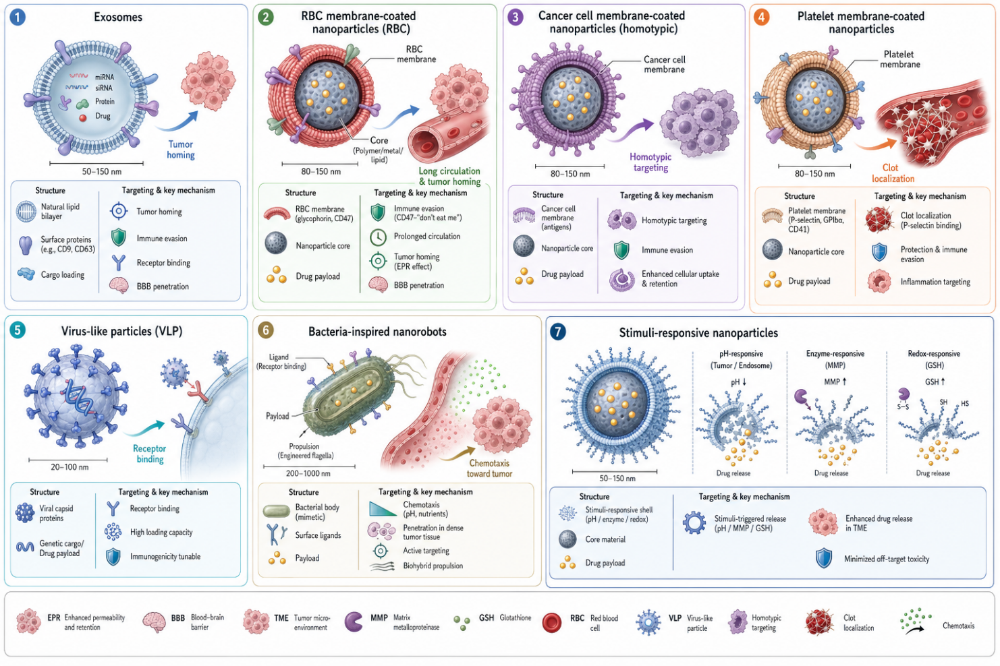 1
Exosomes
miRNA
siRNA
Protein
Drug
Tumor
homing
50–150 nm
Structure
Natural lipid
bilayer
Surface proteins
(e.g., CD9, CD63)
Cargo loading
Targeting & key mechanism
Tumor homing
Immune evasion
Receptor binding
BBB penetration
2
RBC membrane-coated
nanoparticles (RBC)
RBC
membrane
Core
(Polymer/metal/
lipid)
80–150 nm
Long circulation
& tumor homing
Structure
RBC membrane
(glycophorin, CD47)
Nanoparticle core
Drug payload
Targeting & key mechanism
Immune evasion
(CD47–“don't eat me”)
Prolonged circulation
Tumor homing
(EPR effect)
BBB penetration
3
Cancer cell membrane-coated
nanoparticles (homotypic)
Cancer cell
membrane
Homotypic
targeting
80–150 nm
Structure
Cancer cell
membrane
(antigens)
Nanoparticle core
Drug payload
Targeting & key mechanism
Homotypic targeting
Immune evasion
Enhanced cellular uptake
& retention
4
Platelet membrane-coated
nanoparticles
Platelet
membrane
Clot
localization
80–150 nm
Structure
Platelet membrane
(P-selectin, GPIbα,
CD41)
Nanoparticle core
Drug payload
Targeting & key mechanism
Clot localization
(P-selectin binding)
Protection & immune
evasion
Inflammation targeting
5
Virus-like particles (VLP)
Receptor
binding
20–100 nm
Structure
Viral capsid
proteins
Genetic cargo/
Drug payload
Targeting & key mechanism
Receptor binding
High loading capacity
Immunogenicity tunable
6
Bacteria-inspired nanorobots
Ligand
(Receptor binding)
Payload
Propulsion
(Engineered flagella)
200–1000 nm
Chemotaxis
toward tumor
Structure
Bacterial body
(mimetic)
Surface ligands
Payload
Targeting & key mechanism
Chemotaxis
(pH, nutrients)
Penetration in dense
tumor tissue
Active targeting
Biohybrid propulsion
7
Stimuli-responsive nanoparticles
50–150 nm
pH-responsive
(Tumor / Endosome)
pH ↓
Drug release
Enzyme-responsive
(MMP)
MMP ↑
Drug release
Redox-responsive
(GSH)
GSH ↑
S–S
SH
HS
Drug release
Structure
Stimuli-responsive shell
(pH / enzyme / redox)
Core material
Drug payload
Targeting & key mechanism
Stimuli-triggered release
(pH / MMP / GSH)
Enhanced drug release
in TME
Minimized off-target toxicity
EPR Enhanced permeability
and retention
BBB Blood–brain
barrier
TME Tumor micro-
environment
MMP Matrix
metalloproteinase
GSH Glutathione
RBC Red blood
cell
VLP Virus-like
particle
Homotypic
targeting
Clot
localization
Chemotaxis